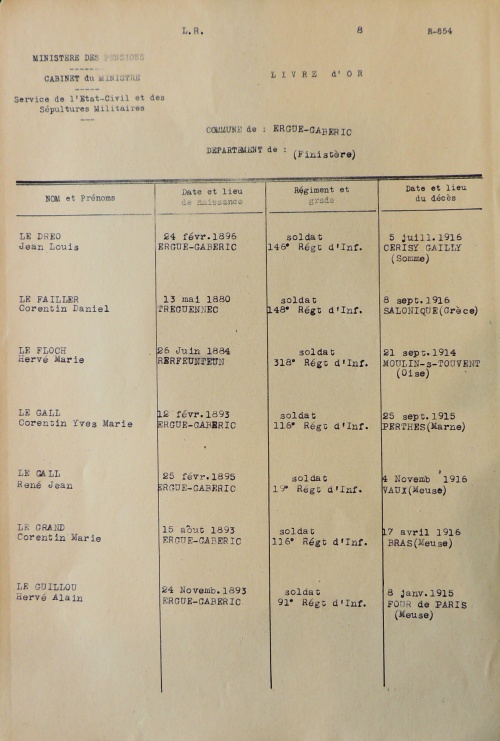 L.R. 8 R-854
MINISTERE DES PENSIONS
CABINET du MINISTRE
Service de l'Etat-Civil et des
Sépultures Militaires
LIVRE d'OR
COMMUNE de : ERGUE-GABERIC
DEPARTEMENT de : (Finistère)
NOM et Prénoms Date et lieu de naissance Régiment et grade Date et lieu du décès
LE DREO 24 févr.1896 soldat 5 juill.1916
Jean Louis ERGUE-GABERIC 146° Régt d'Inf. CERISY GAILLY
(Somme)
LE FAILLER 13 mai 1880 soldat 8 sept.1916
Corentin Daniel TREGUENNEC 148° Régt d'Inf. SALONIQUE(Grèce)
LE FLOCH 26 Juin 1884 soldat 21 sept.1914
Hervé Marie KERFEUNTEUN 318° Régt d'Inf. MOULIN-s-TOUVENT
(Oise)
LE GALL 12 févr.1893 soldat 25 sept.1915
Corentin Yves Marie ERGUE-GABERIC 116° Régt d'Inf. PERTHES(Marne)
LE GALL 25 févr.1895 soldat 4 Novemb 1916
René Jean ERGUE-GABERIC 19° Régt d'Inf. VAUX(Meuse)
LE GRAND 15 août 1893 soldat 17 avril 1916
Corentin Marie ERGUE-GABERIC 116° Régt d'Inf. BRAS(Meuse)
LE GUILLOU 24 Novemb.1893 soldat 8 janv.1915
Hervé Alain ERGUE-GABERIC 91° Régt d'Inf. FOUR de PARIS
(Meuse)